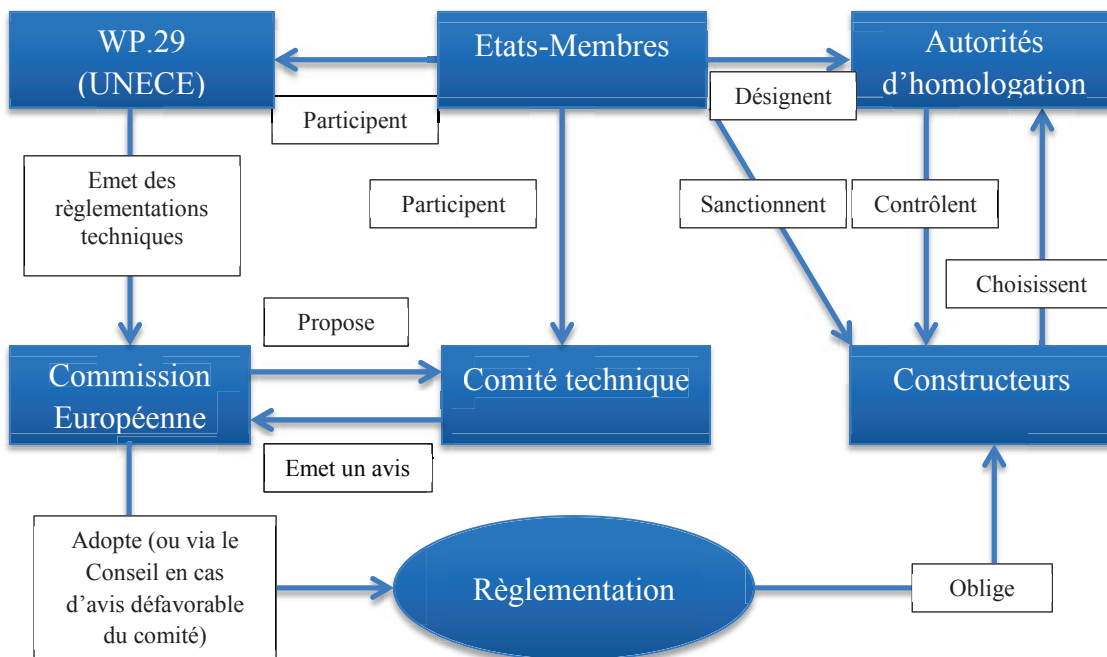 WP.29
(UNECE)
Etats-Membres
Autorités
d’homologation
Participent
Désignent
Emet des
règlementations
techniques
Participent
Sanctionnent
Contrôlent
Choisissent
Propose
Commission
Européenne
Comité technique
Constructeurs
Emet un avis
Adopte (ou via le
Conseil en cas
d’avis défavorable
du comité)
Règlementation
Oblige